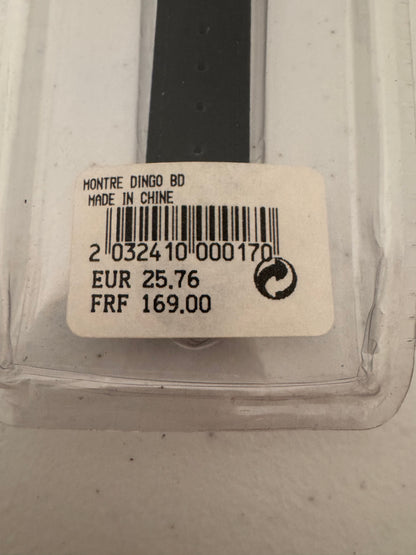 MONTRE DINGO BD
MADE IN CHINE
2 032410 000170
EUR 25.76
FRF 169.00